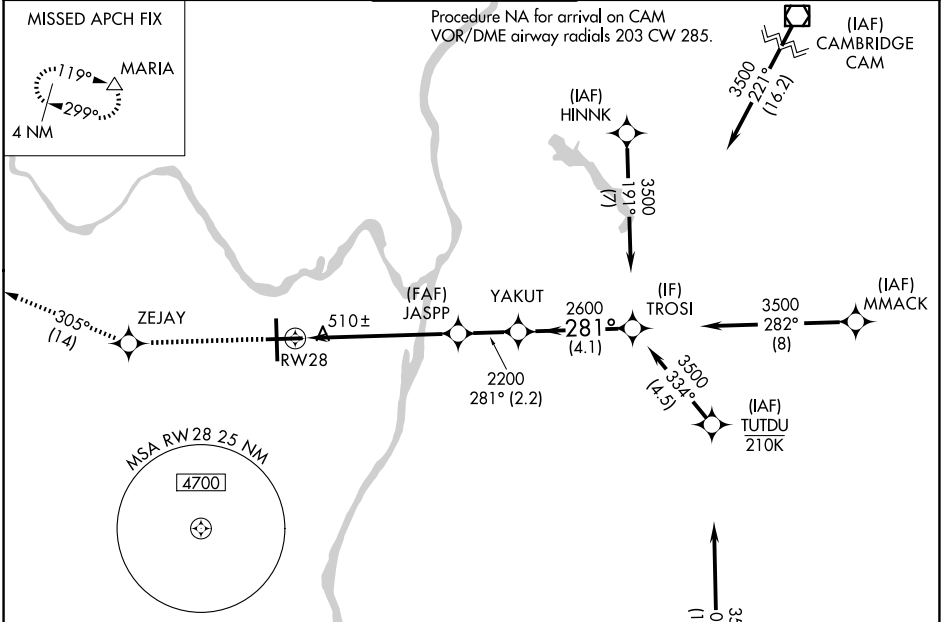 MISSED APCH FIX
119°
MARIA
299°
4 NM
Procedure NA for arrival on CAM
VOR/DME airway radials 203 CW 285.
(IAF)
CAMBRIDGE
CAM
3500
221°
(16.2)
(IAF)
HINNK
3500
191°
(7)
305°
(14)
ZEJAY
RW28
510±
(FAF)
JASPP
YAKUT
2200
281° (2.2)
2600
281°
(4.1)
(IF)
TROSI
3500
282°
(8)
(IAF)
MMACK
3500
334°
(4.5)
(IAF)
TUTDU
210K
MSA RW 28 25 NM
4700